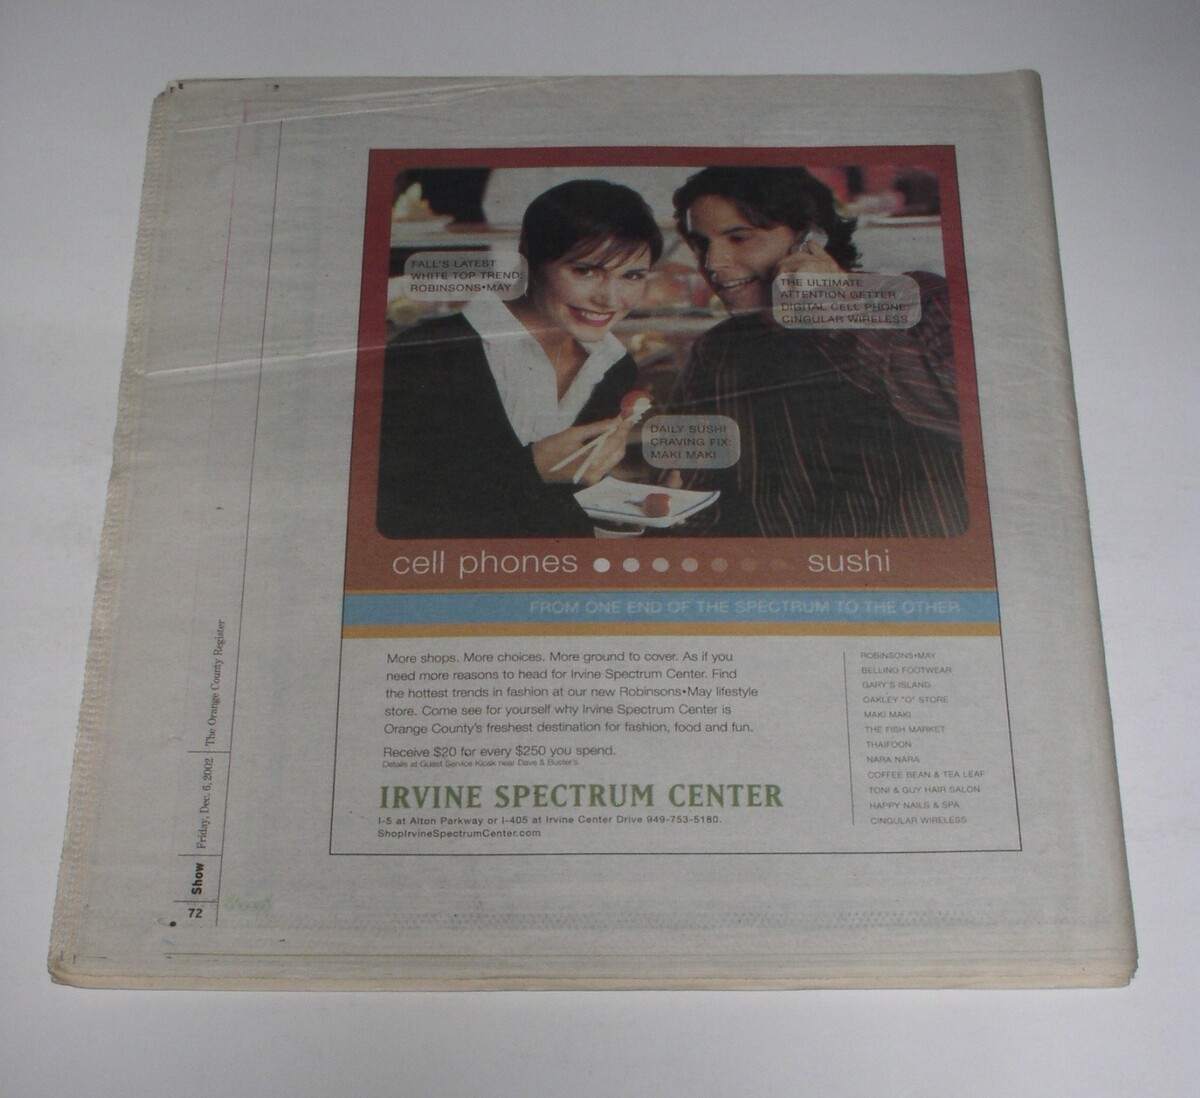 FALL'S LATEST
WHITE TOP TREND:
ROBINSONS•MAY
THE ULTIMATE
ATTENTION GETTER
DIGITAL CELL PHONE:
CINGULAR WIRELESS
DAILY SUSHI
CRAVING FIX:
MAKI MAKI
cell phones sushi
FROM ONE END OF THE SPECTRUM TO THE OTHER
More shops. More choices. More ground to cover. As if you
need more reasons to head for Irvine Spectrum Center. Find
the hottest trends in fashion at our new Robinsons•May lifestyle
store. Come see for yourself why Irvine Spectrum Center is
Orange County's freshest destination for fashion, food and fun.
Receive $20 for every $250 you spend.
Details at Guest Service Kiosk near Dave & Buster's.
IRVINE SPECTRUM CENTER
I-5 at Alton Parkway or I-405 at Irvine Center Drive 949-753-5180.
ShopIrvineSpectrumCenter.com
ROBINSONS•MAY
BELLINO FOOTWEAR
GARY'S ISLAND
OAKLEY "O" STORE
MAKI MAKI
THE FISH MARKET
THAIFOON
NARA NARA
COFFEE BEAN & TEA LEAF
TONI & GUY HAIR SALON
HAPPY NAILS & SPA
CINGULAR WIRELESS
72 Show Friday, Dec. 6, 2002 The Orange County Register